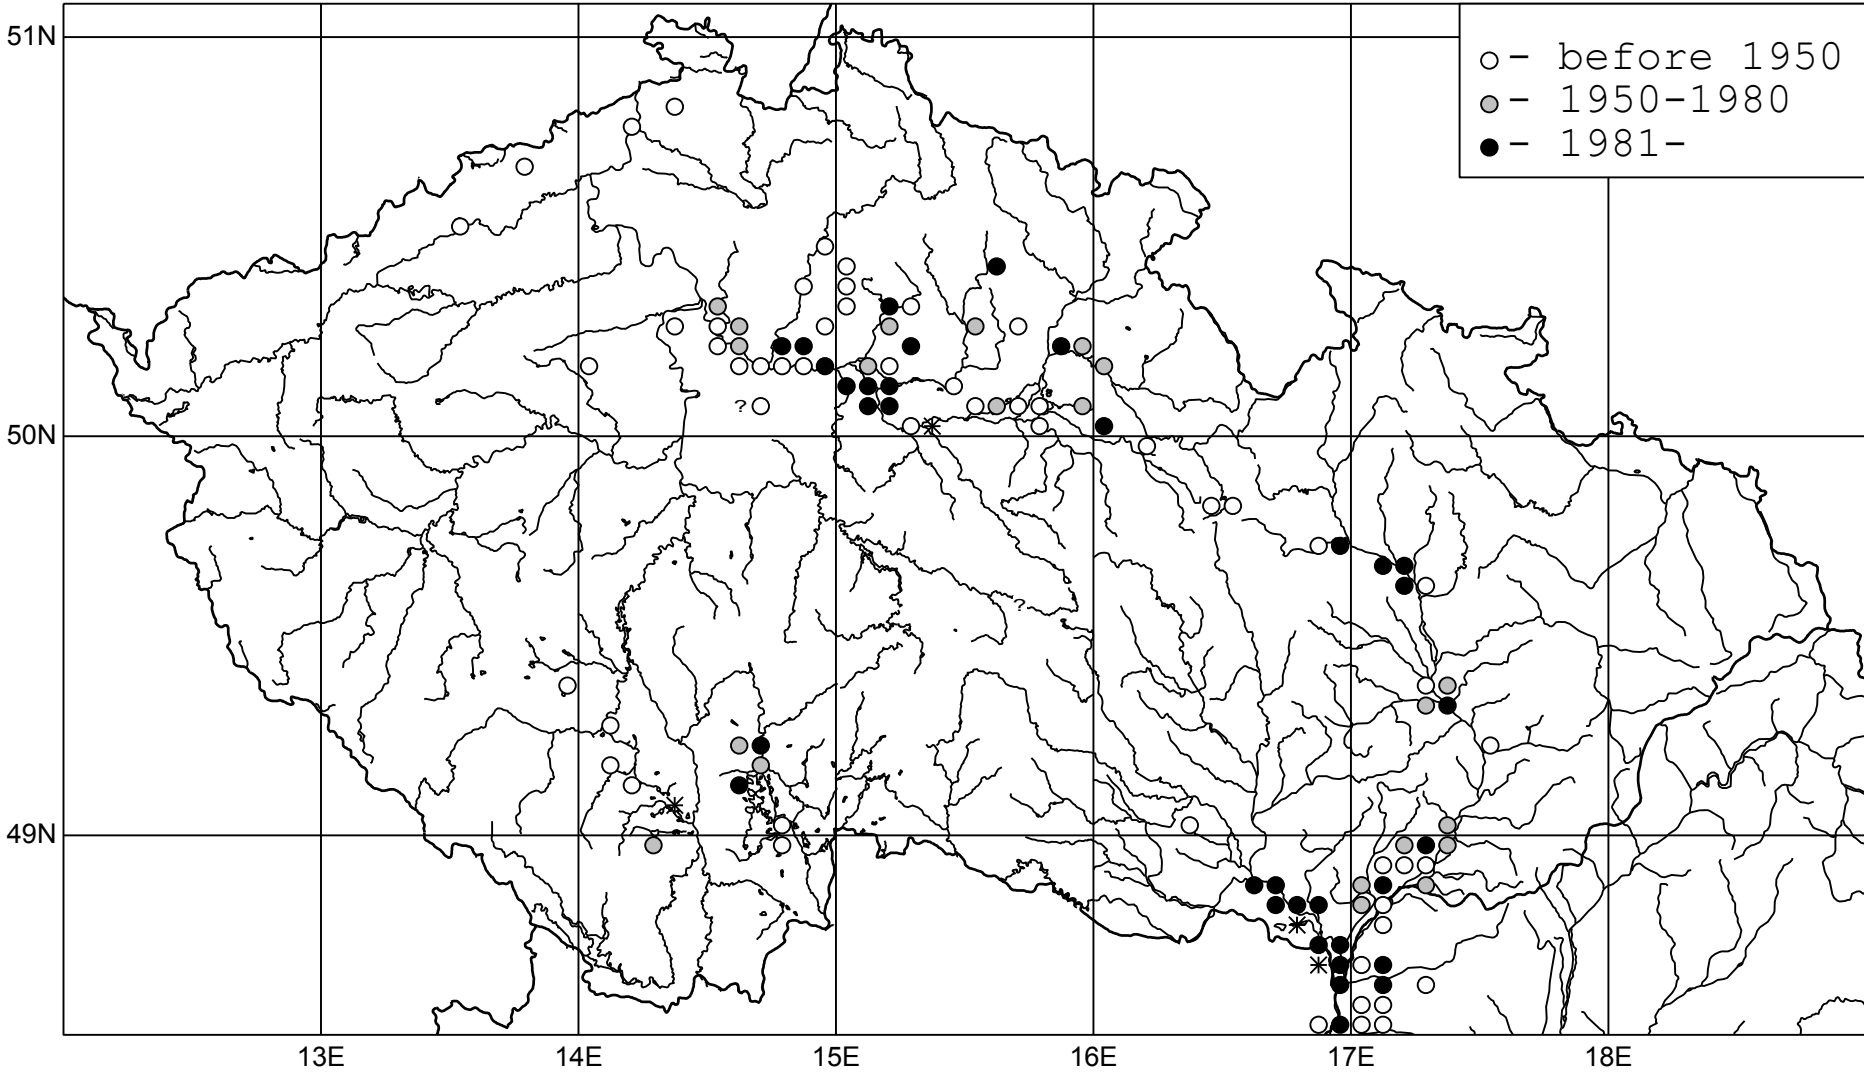 51N
○- before 1950
●- 1950-1980
●- 1981-
?
50N
?
49N
13E 14E 15E 16E 17E 18E